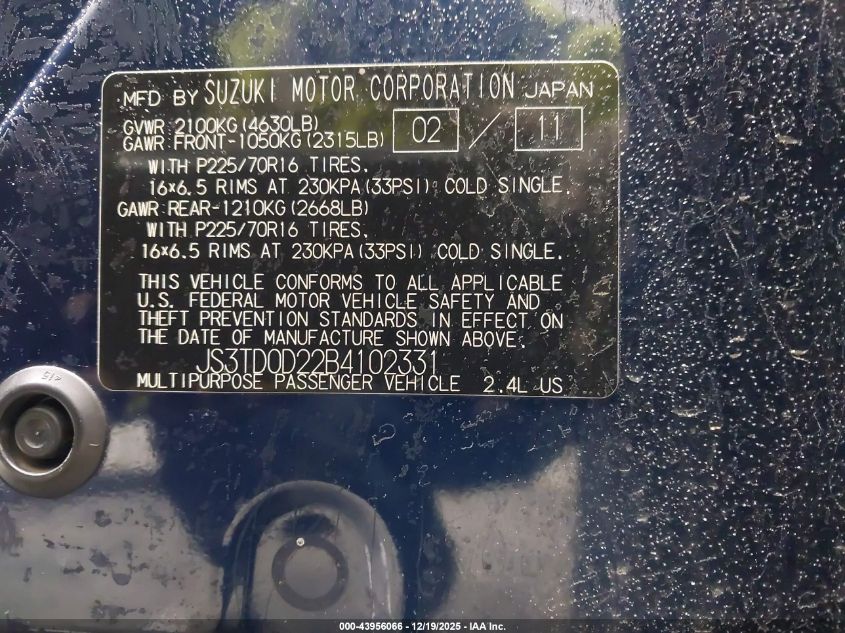 MFD BY SUZUKI MOTOR CORPORATION JAPAN
GVWR: 2100KG(4630LB)
GAWR:FRONT-1050KG(2315LB) 02 / 11
WITH P225/70R16 TIRES.
16×6.5 RIMS AT 230KPA(33PSI) COLD SINGLE.
GAWR:REAR-1210KG(2668LB)
WITH P225/70R16 TIRES.
16×6.5 RIMS AT 230KPA(33PSI) COLD SINGLE.
THIS VEHICLE CONFORMS TO ALL APPLICABLE
U.S. FEDERAL MOTOR VEHICLE SAFETY AND
THEFT PREVENTION STANDARDS IN EFFECT ON
THE DATE OF MANUFACTURE SHOWN ABOVE.
JS3TD0D22B4102331
MULTIPURPOSE PASSENGER VEHICLE 2.4L US
000-43956066 - 12/19/2025 - IAA Inc.